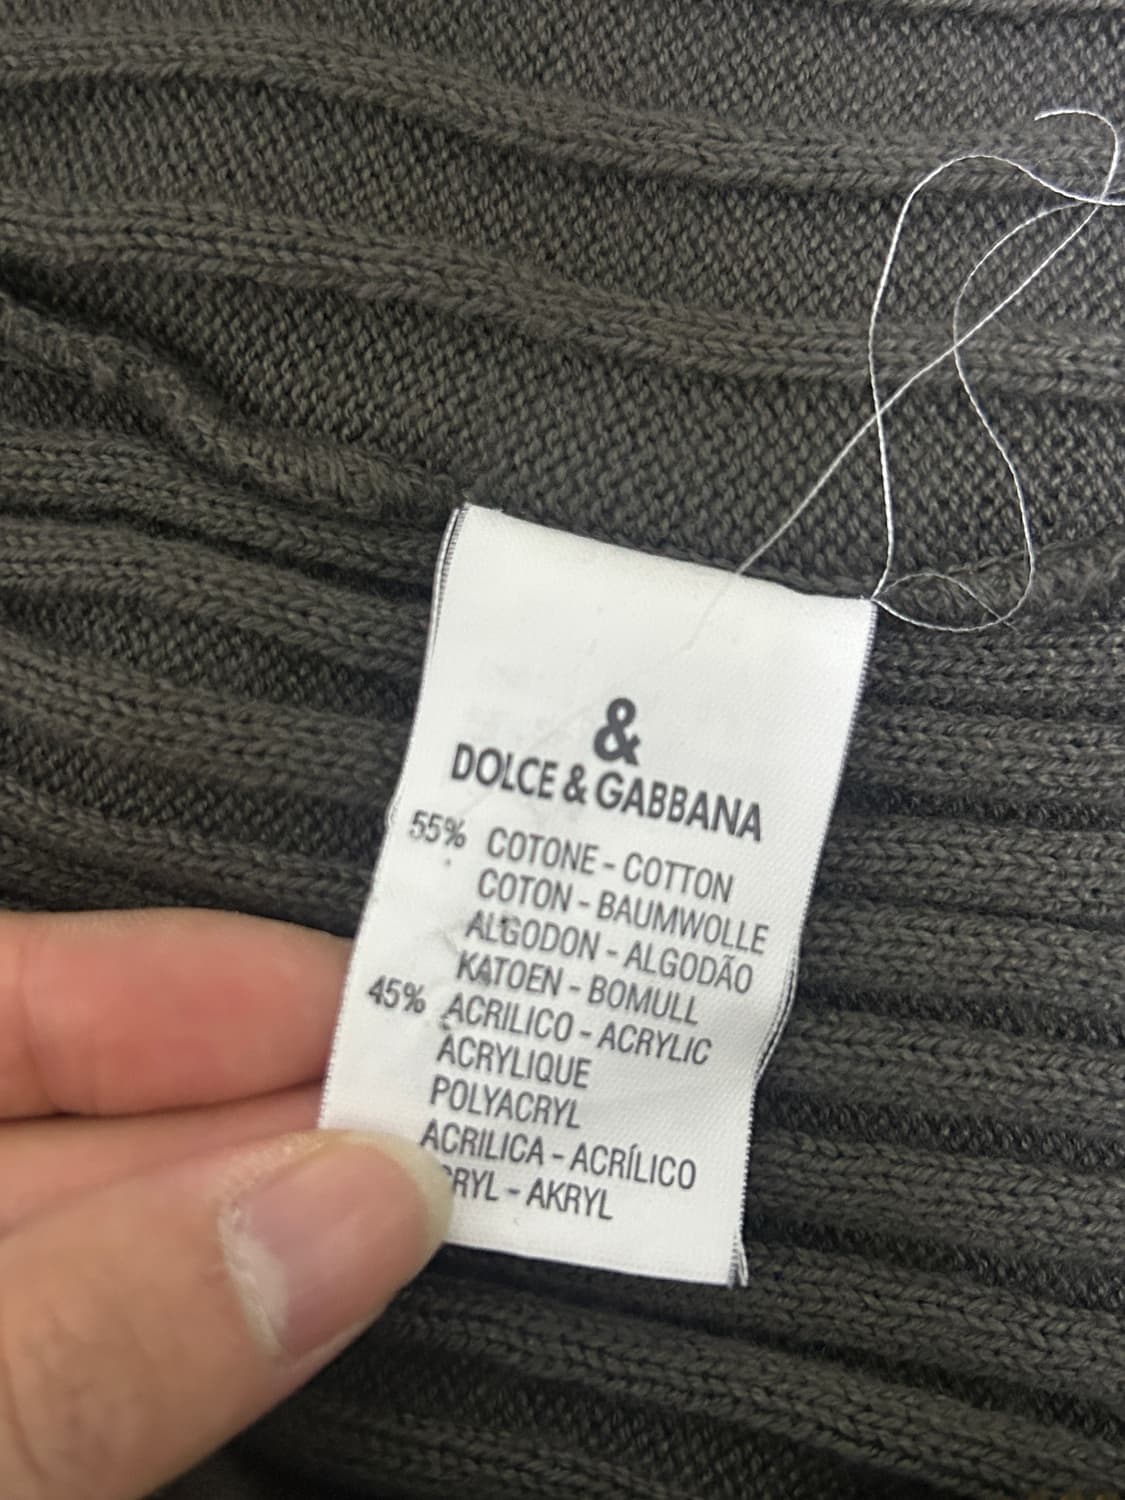 &
DOLCE & GABBANA
55% COTONE - COTTON
COTON - BAUMWOLLE
ALGODON - ALGODÃO
KATOEN - BOMULL
45% ACRILICO - ACRYLIC
ACRYLIQUE
POLYACRYL
ACRILICA - ACRÍLICO
AKRYL